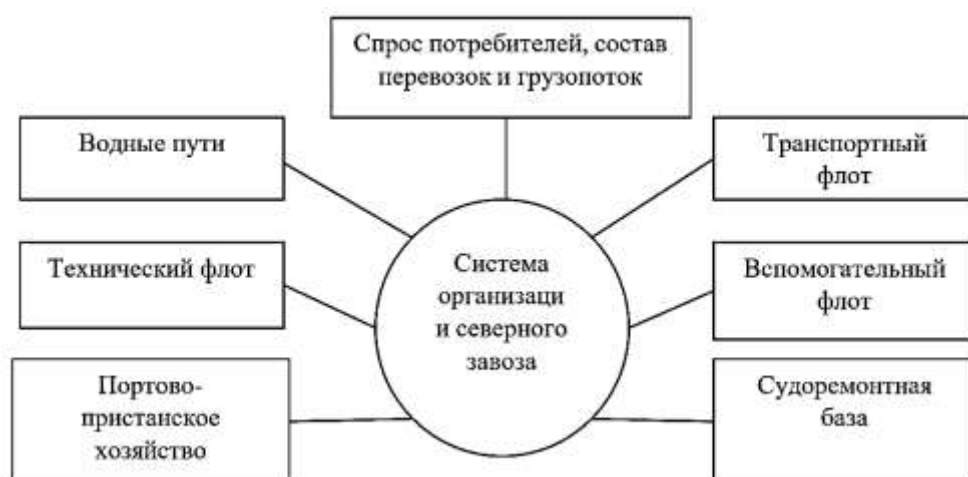 Спрос потребителей, состав
перевозок и грузопоток
Водные пути
Транспортный
флот
Технический флот
Система
организаци
и северного
завоза
Вспомогательный
флот
Портово-
пристанское
хозяйство
Судоремонтная
база